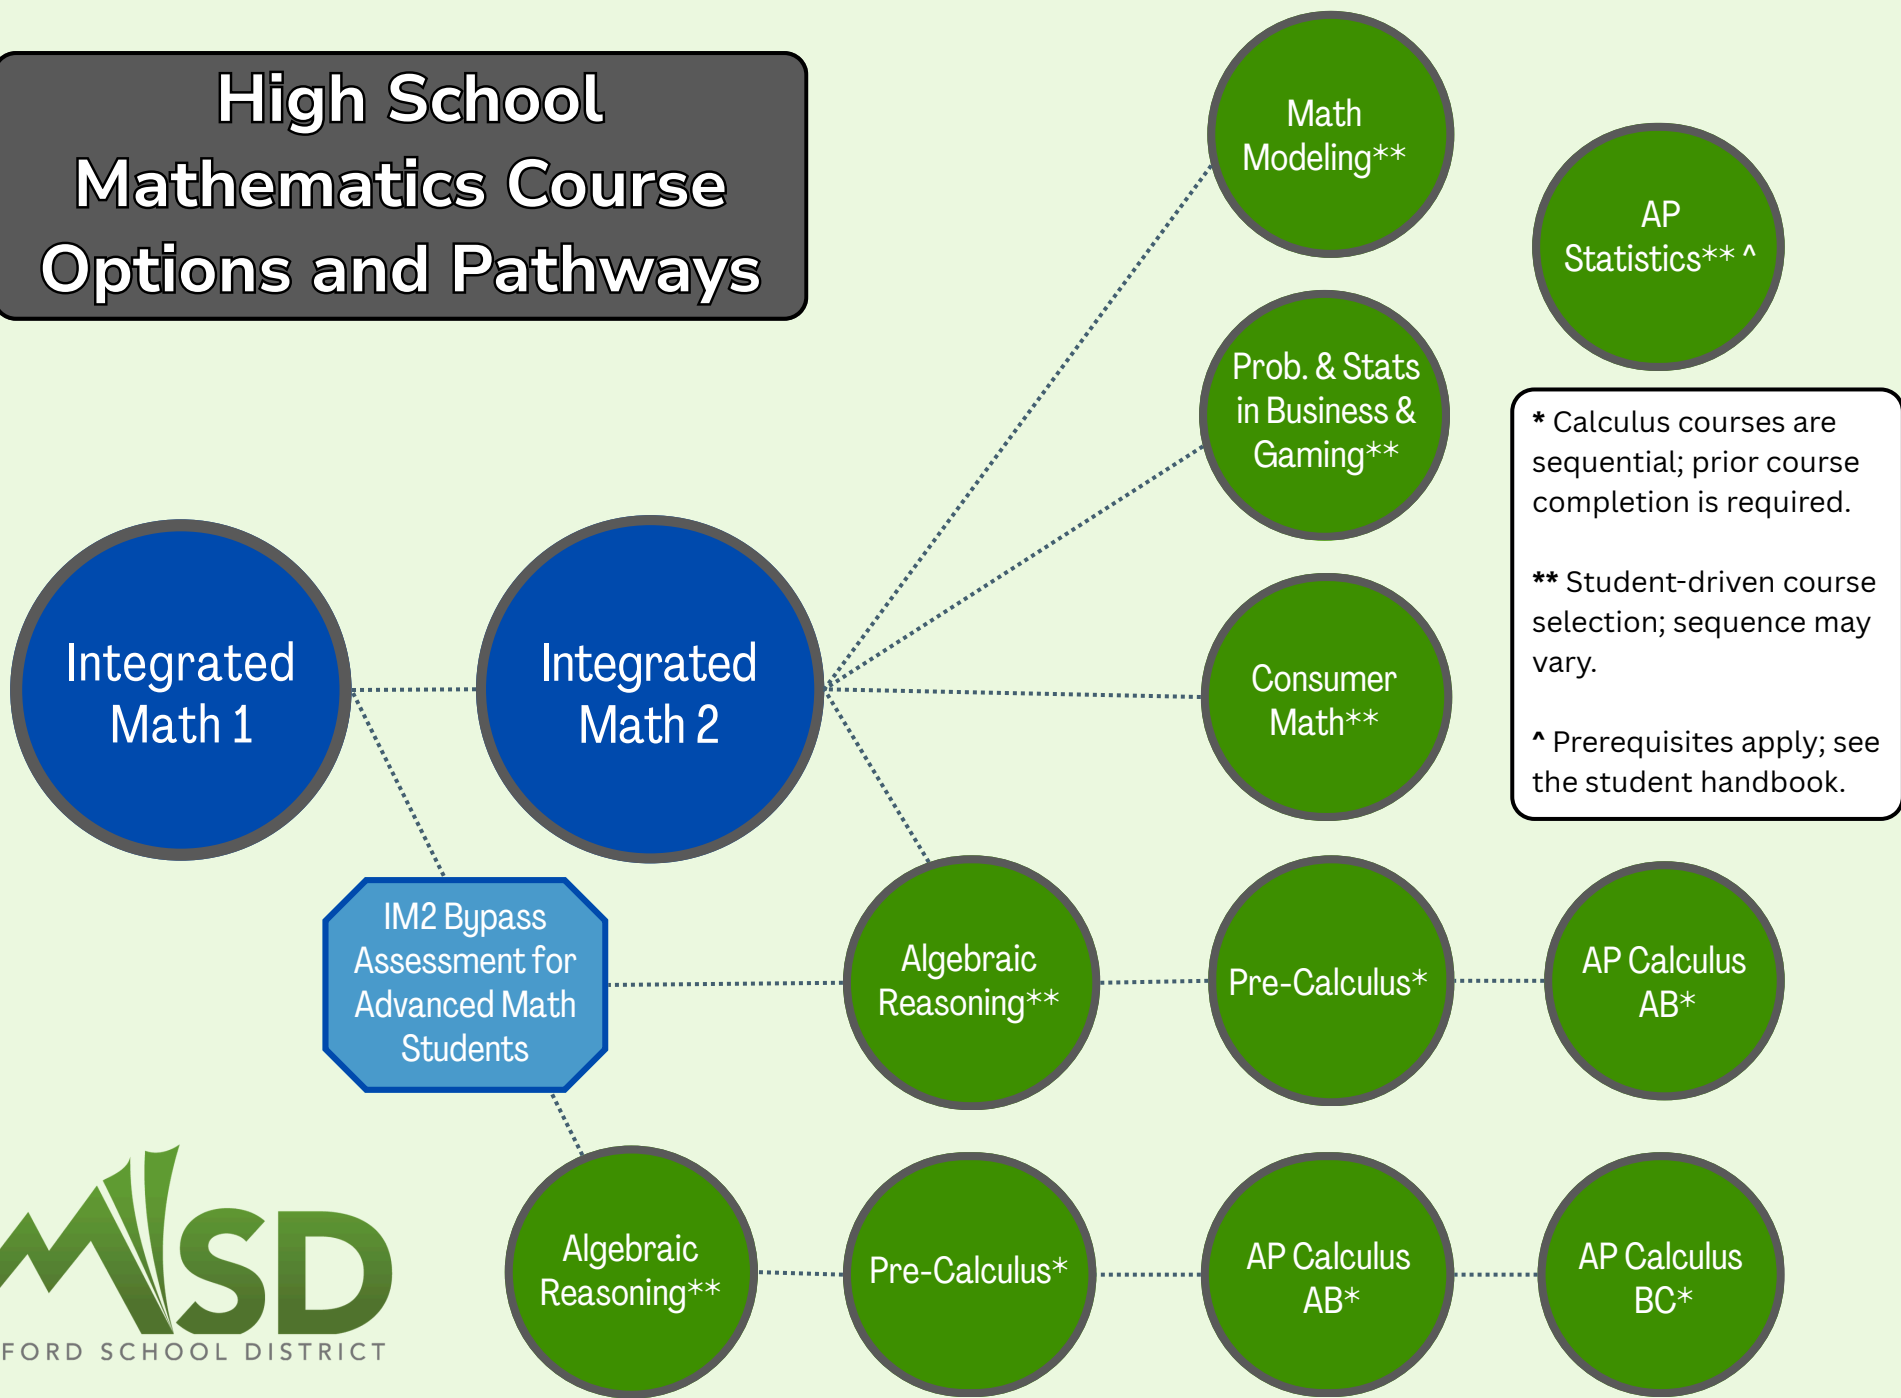 High School
Mathematics Course
Options and Pathways
Math
Modeling**
AP
Statistics** ^
Prob. & Stats
in Business &
Gaming**
* Calculus courses are
sequential; prior course
completion is required.
** Student-driven course
selection; sequence may
vary.
^ Prerequisites apply; see
the student handbook.
Integrated
Math 1
Integrated
Math 2
Consumer
Math**
IM2 Bypass
Assessment for
Advanced Math
Students
Algebraic
Reasoning**
Pre-Calculus*
AP Calculus
AB*
Algebraic
Reasoning**
Pre-Calculus*
AP Calculus
AB*
AP Calculus
BC*
MSD
FORD SCHOOL DISTRICT